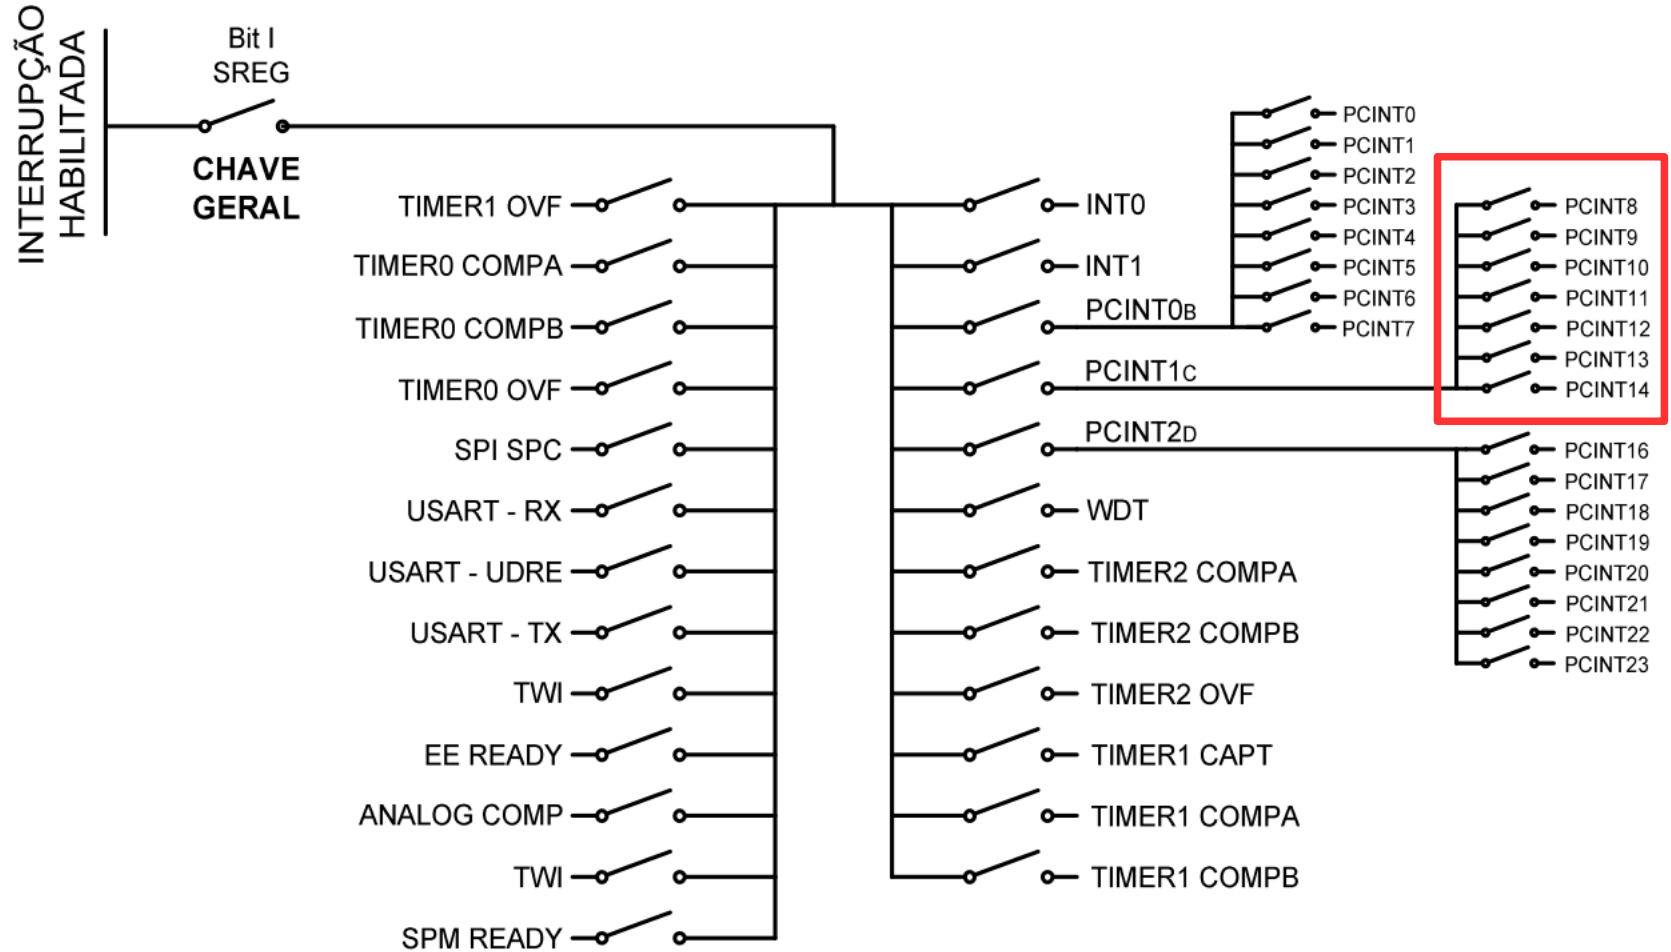 INTERRUPÇÃO
HABILITADA
Bit I
SREG
CHAVE
GERAL
TIMER1 OVF
TIMER0 COMPA
TIMER0 COMPB
TIMER0 OVF
SPI SPC
USART - RX
USART - UDRE
USART - TX
TWI
EE READY
ANALOG COMP
TWI
SPM READY
INT0
INT1
PCINT0B
PCINT1C
PCINT2D
WDT
TIMER2 COMPA
TIMER2 COMPB
TIMER2 OVF
TIMER1 CAPT
TIMER1 COMPA
TIMER1 COMPB
PCINT0
PCINT1
PCINT2
PCINT3
PCINT4
PCINT5
PCINT6
PCINT7
PCINT8
PCINT9
PCINT10
PCINT11
PCINT12
PCINT13
PCINT14
PCINT16
PCINT17
PCINT18
PCINT19
PCINT20
PCINT21
PCINT22
PCINT23